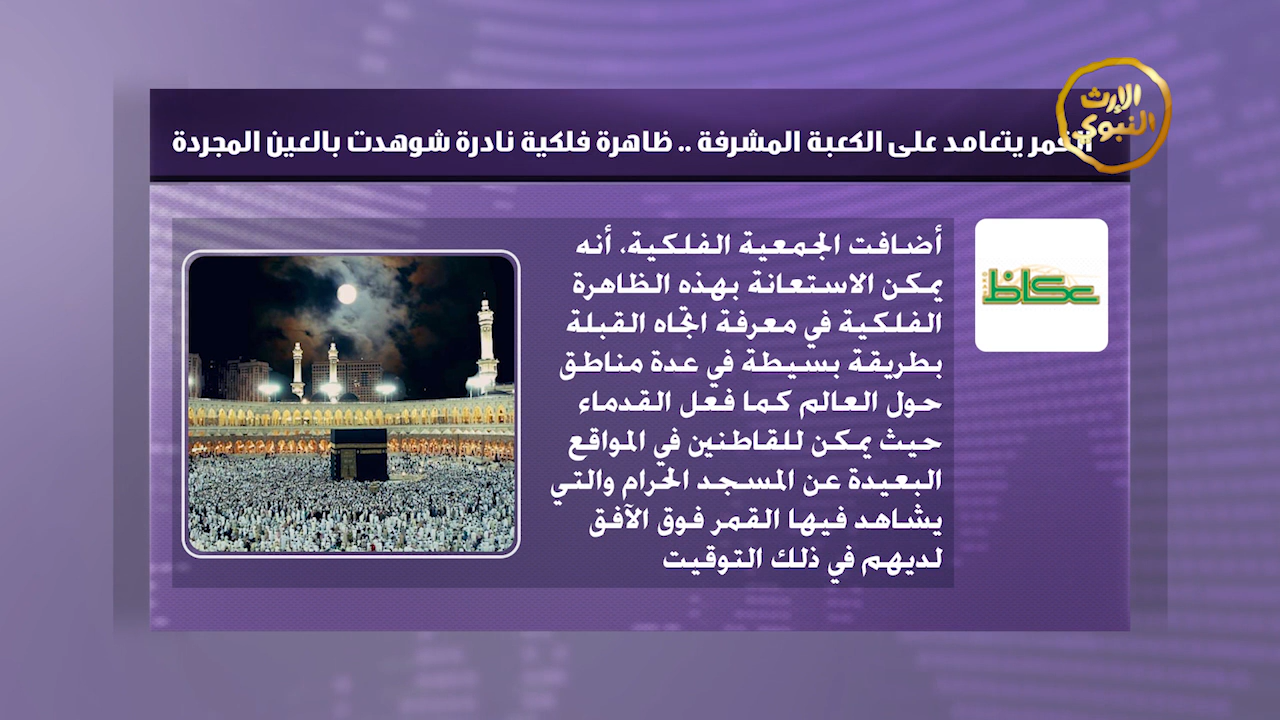 الإرث
النبوي
القمر يتعامد على الكعبة المشرفة .. ظاهرة فلكية نادرة شوهدت بالعين المجردة
عكاظ
أضافت الجمعية الفلكية، أنه
يمكن الاستعانة بهذه الظاهرة
الفلكية في معرفة اتجاه القبلة
بطريقة بسيطة في عدة مناطق
حول العالم كما فعل القدماء
حيث يمكن للقاطنين في المواقع
البعيدة عن المسجد الحرام والتي
يشاهد فيها القمر فوق الآفق
لديهم في ذلك التوقيت